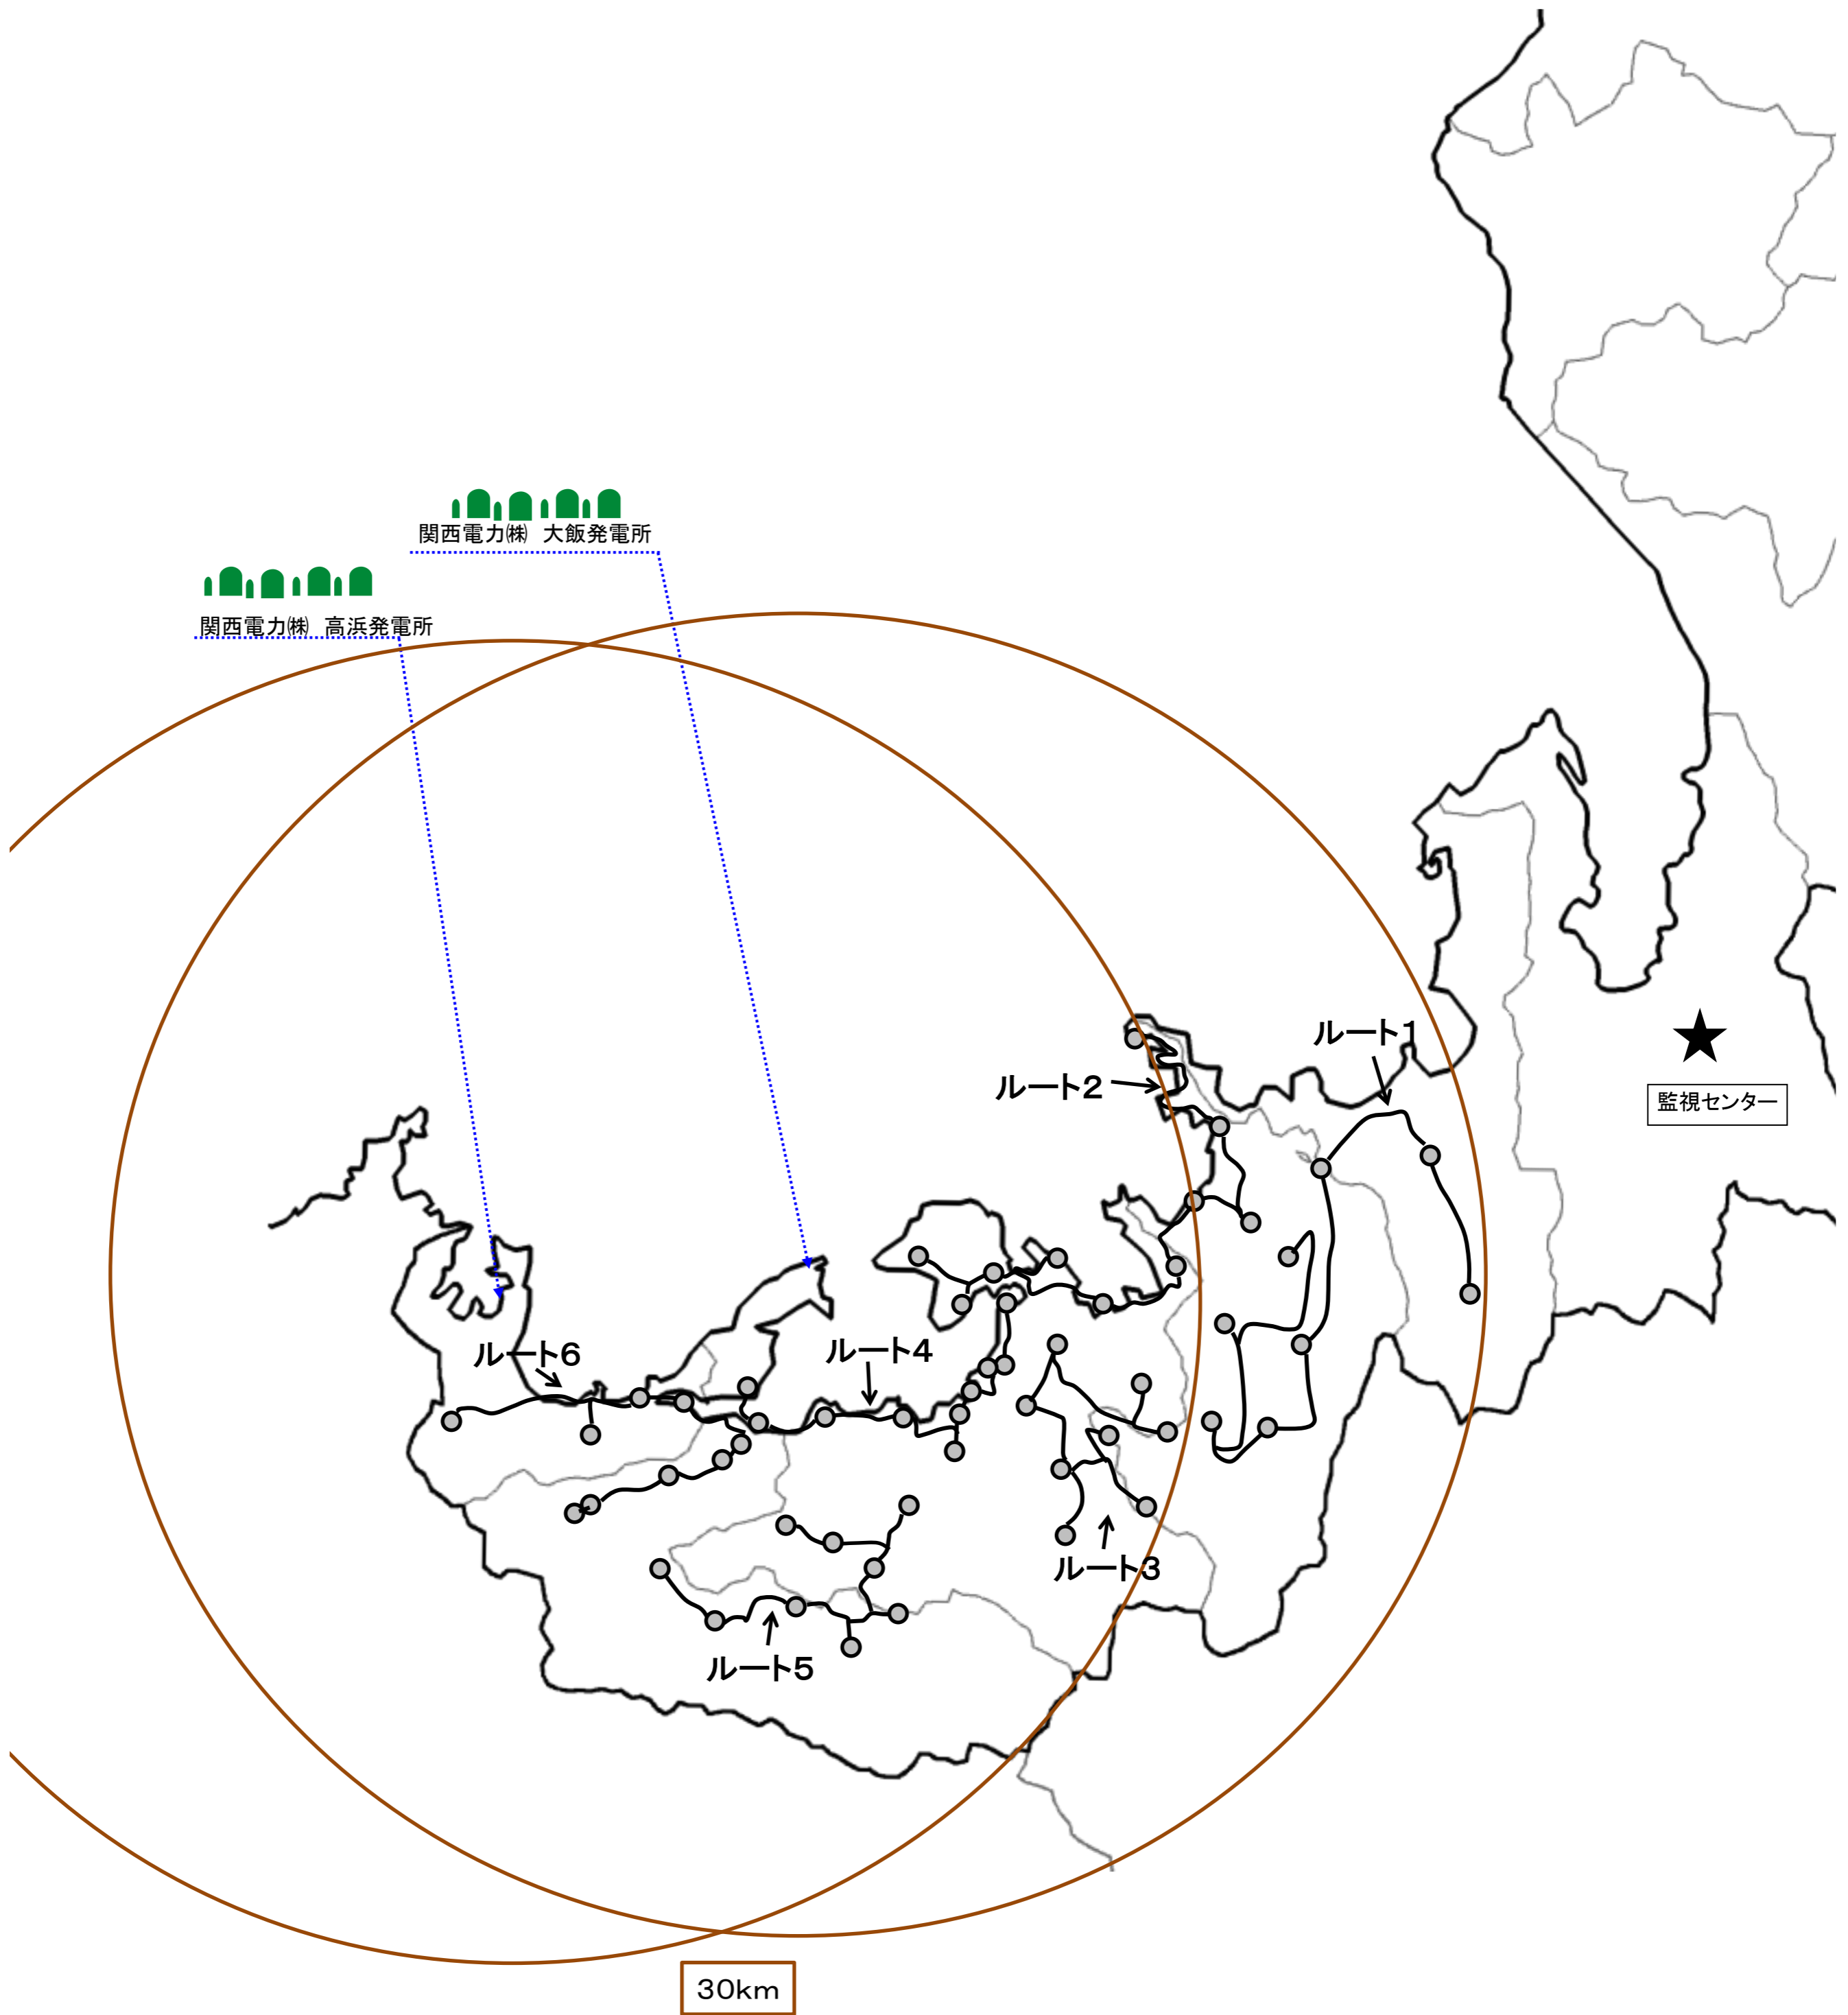 関西電力㈱ 大飯発電所
関西電力㈱ 高浜発電所
ルート1
ルート2
監視センター
ルート6
ルート4
ルート3
ルート5
30km